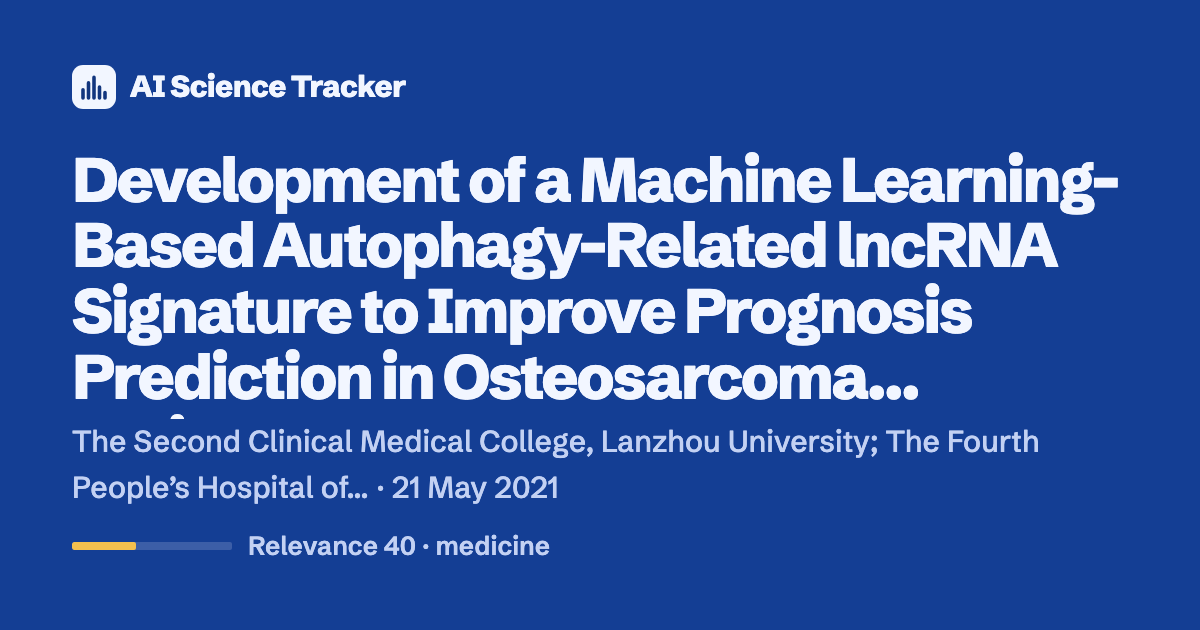 AI Science Tracker
Development of a Machine Learning-
Based Autophagy-Related lncRNA
Signature to Improve Prognosis
Prediction in Osteosarcoma...
The Second Clinical Medical College, Lanzhou University; The Fourth
People’s Hospital of... · 21 May 2021
Relevance 40 · medicine